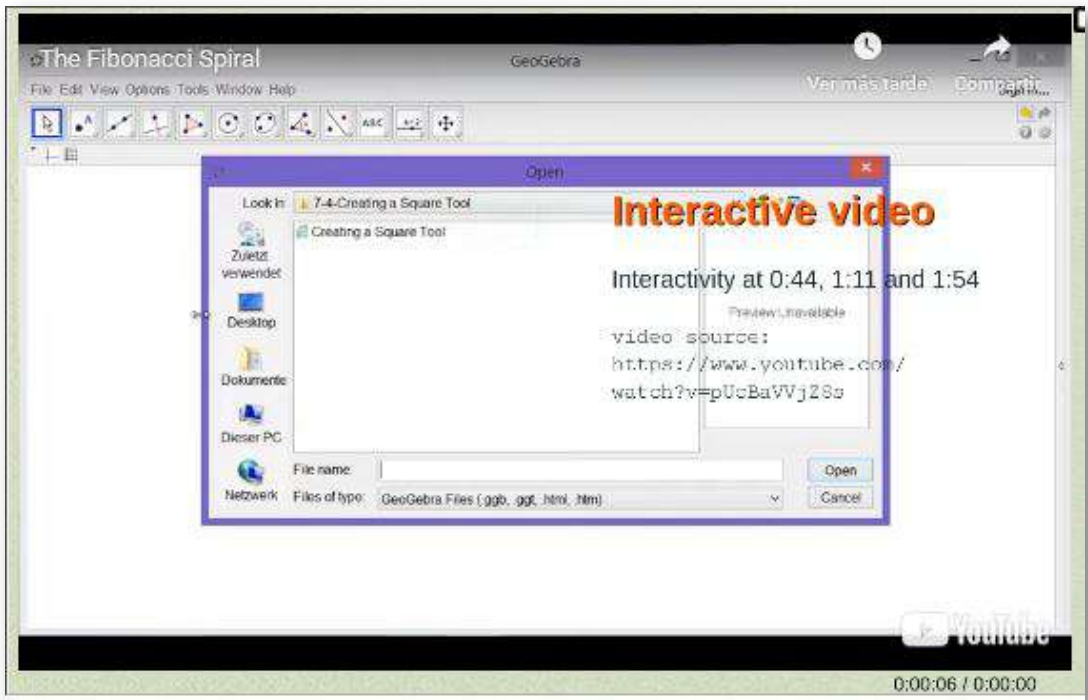 The Fibonacci Spiral
GeoGebra
Ver más tarde
Compartir
File Edit View Options Tools Window Help
ABC
a=2
Open
Look in: 7-4-Creating a Square Tool
Creating a Square Tool
Zuletzt
verwendet
Desktop
Dokumente
Dieser PC
Netzwerk
Interactive video
Interactivity at 0:44, 1:11 and 1:54
Preview Unavailable
video source:
https://www.youtube.com/
watch?v=pUcBaVVjZSs
File name:
Open
Files of type: GeoGebra Files (.ggb, .ggt, .html, .htm)
Cancel
YouTube
0:00:06 / 0:00:00